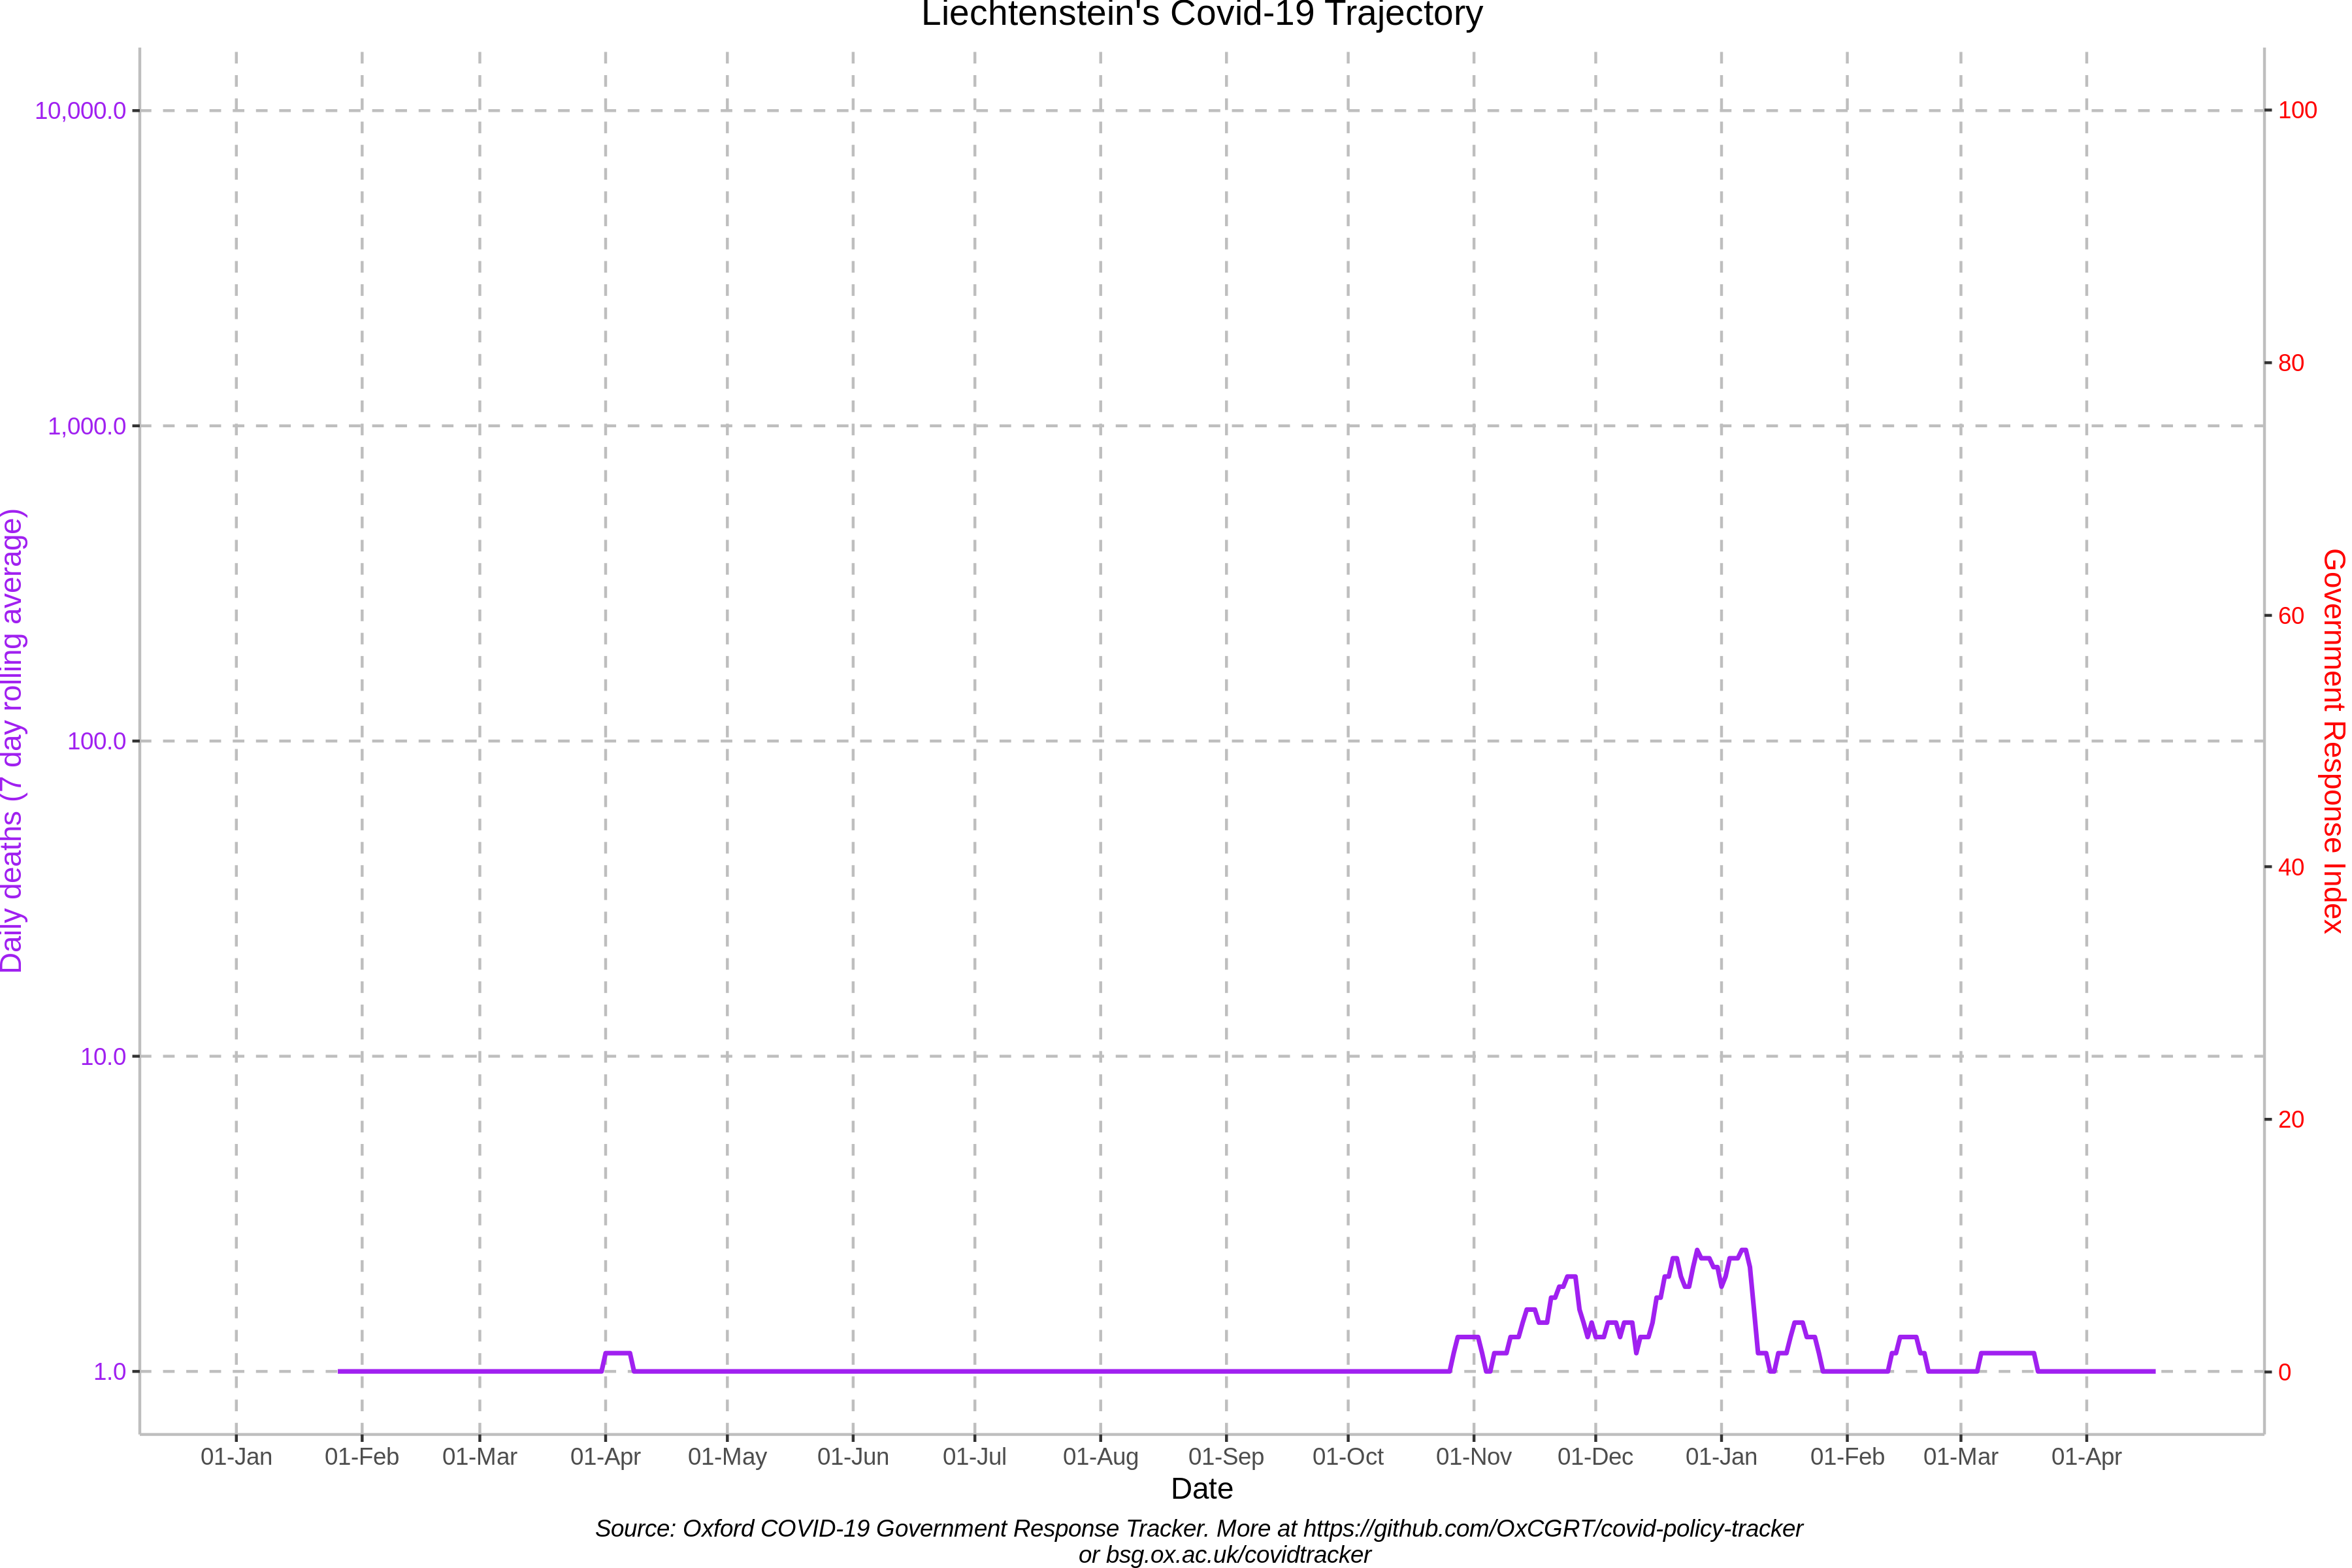 Liechtenstein's Covid-19 Trajectory
10,000.0
1,000.0
100.0
10.0
1.0
Daily deaths (7 day rolling average)
100
80
60
40
20
0
Government Response Index
01-Jan 01-Feb 01-Mar 01-Apr 01-May 01-Jun 01-Jul 01-Aug 01-Sep 01-Oct 01-Nov 01-Dec 01-Jan 01-Feb 01-Mar 01-Apr
Date
Source: Oxford COVID-19 Government Response Tracker. More at https://github.com/OxCGRT/covid-policy-tracker
or bsg.ox.ac.uk/covidtracker